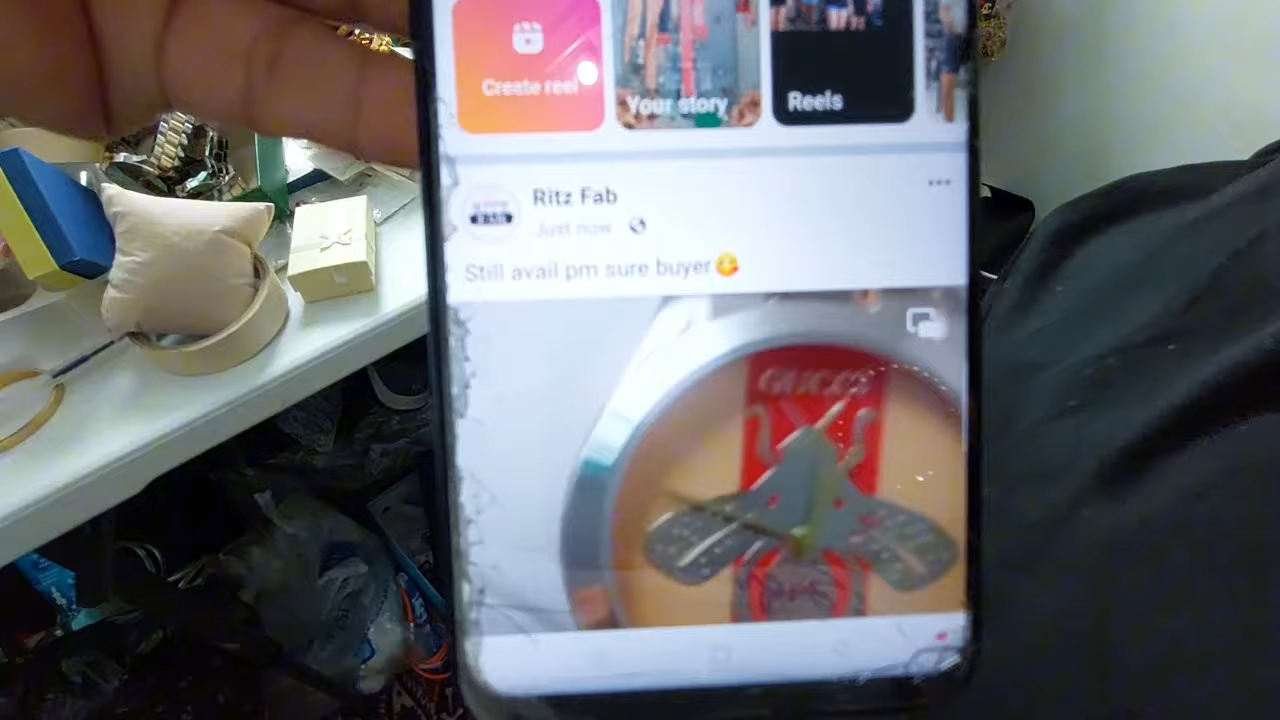 Create reel
Your story
Reels
Ritz Fab
Just now
Still avail pm sure buyer😍
GUCCI